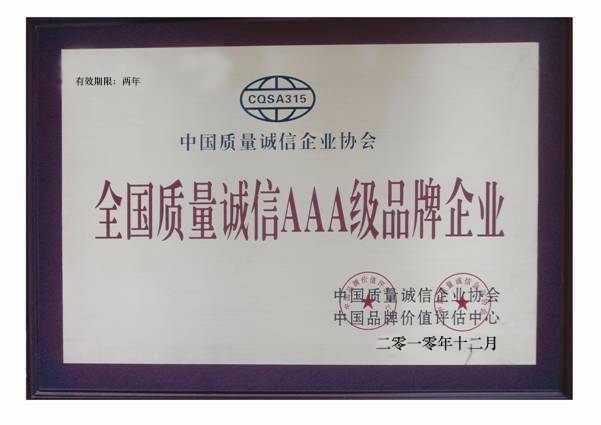 有效期限：两年
CQSA315
中国质量诚信企业协会
全国质量诚信AAA级品牌企业
中国质量诚信企业协会
中国品牌价值评估中心
二零一零年十二月